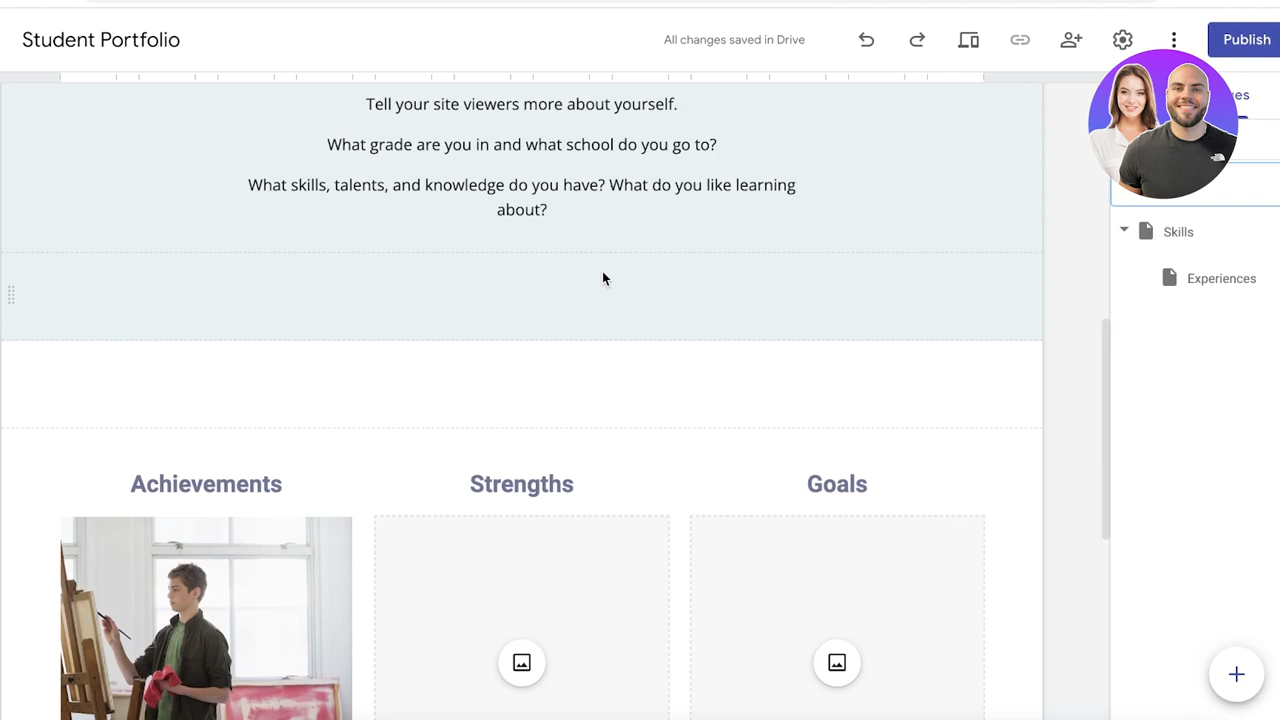 Student Portfolio
All changes saved in Drive
Publish
Tell your site viewers more about yourself.
What grade are you in and what school do you go to?
What skills, talents, and knowledge do you have? What do you like learning
about?
Skills
Experiences
Achievements
Strengths
Goals